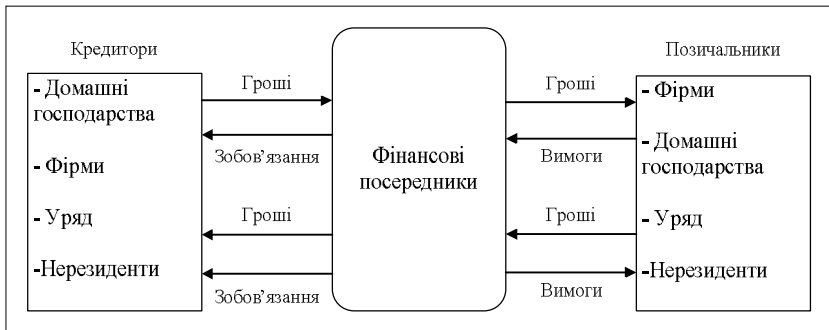 Кредитори
- Домашні
господарства
- Фірми
- Уряд
-Нерезиденти
Гроші
Зобов’язання
Гроші
Зобов’язання
Фінансові
посередники
Гроші
Вимоги
Гроші
Вимоги
Позичальники
- Фірми
- Домашні
господарства
- Уряд
-Нерезиденти